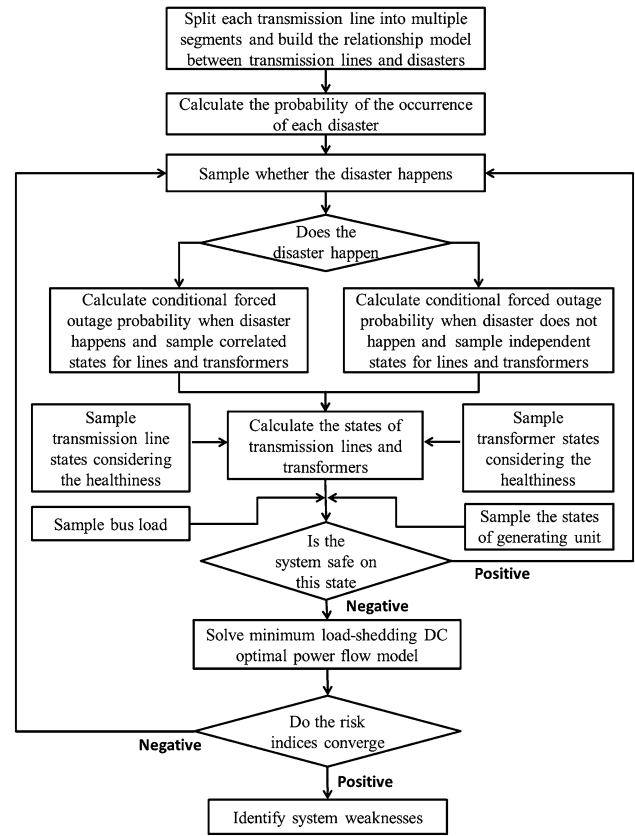 Split each transmission line into multiple
segments and build the relationship model
between transmission lines and disasters
Calculate the probability of the occurrence
of each disaster
Sample whether the disaster happens
Does the
disaster happen
Calculate conditional forced
outage probability when disaster
happens and sample correlated
states for lines and transformers
Calculate conditional forced outage
probability when disaster does not
happen and sample independent
states for lines and transformers
Sample
transmission line
states considering
the healthiness
Calculate the states of
transmission lines and
transformers
Sample
transformer states
considering the
healthiness
Sample bus load
Sample the states
of generating unit
Is the
system safe on
this state
Positive
Negative
Solve minimum load-shedding DC
optimal power flow model
Do the risk
indices converge
Negative
Positive
Identify system weaknesses